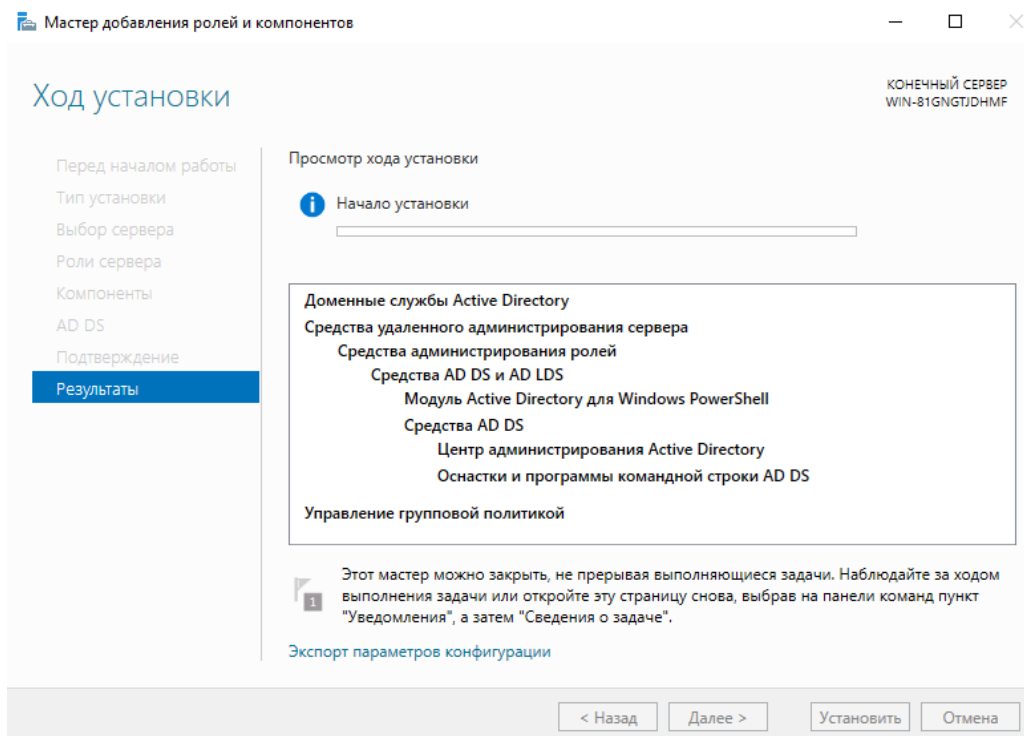 Мастер добавления ролей и компонентов
Ход установки
КОНЕЧНЫЙ СЕРВЕР
WIN-81GNGTJDHMF
Перед началом работы
Тип установки
Выбор сервера
Роли сервера
Компоненты
AD DS
Подтверждение
Результаты
Просмотр хода установки
Начало установки
Доменные службы Active Directory
Средства удаленного администрирования сервера
Средства администрирования ролей
Средства AD DS и AD LDS
Модуль Active Directory для Windows PowerShell
Средства AD DS
Центр администрирования Active Directory
Оснастки и программы командной строки AD DS
Управление групповой политикой
1
Этот мастер можно закрыть, не прерывая выполняющиеся задачи. Наблюдайте за ходом
выполнения задачи или откройте эту страницу снова, выбрав на панели команд пункт
"Уведомления", а затем "Сведения о задаче".
Экспорт параметров конфигурации
< Назад Далее > Установить Отмена